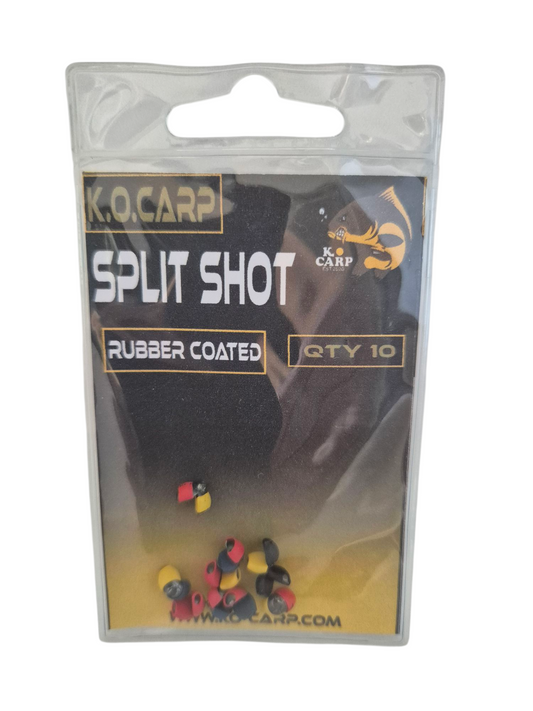 K.O.CARP
SPLIT SHOT
K.O
CARP
RUBBER COATED
QTY 10
WWW.KO-CARP.COM